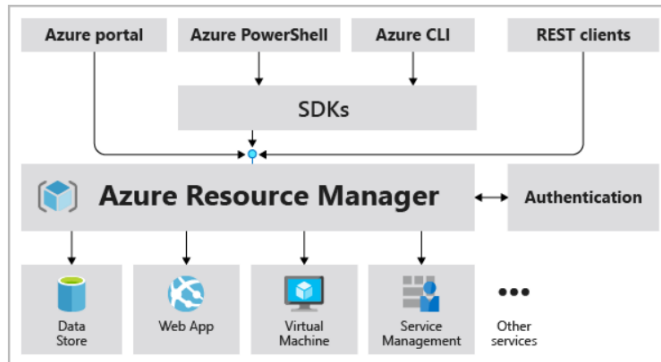 Azure portal
Azure PowerShell
Azure CLI
REST clients
SDKs
Azure Resource Manager
Authentication
Data
Store
Web App
Virtual
Machine
Service
Management
Other
services